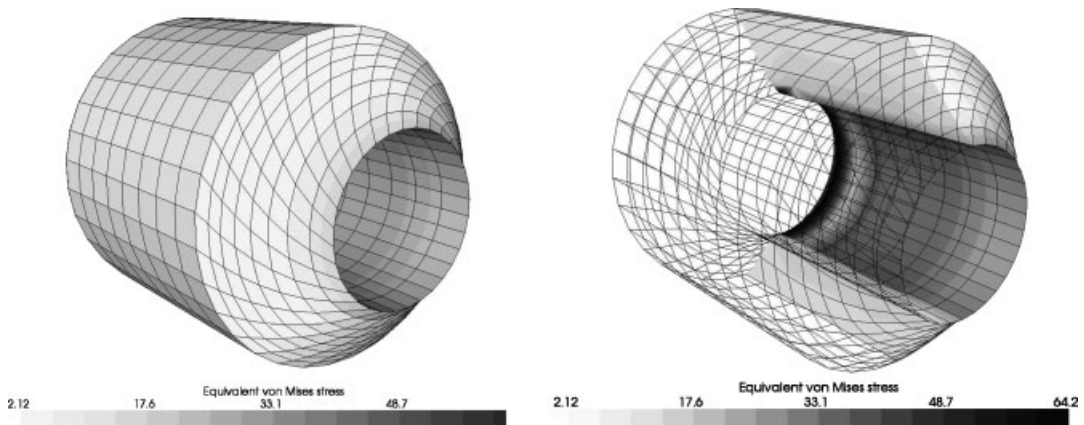 Equivalent von Mises stress
2.12 17.6 33.1 48.7
Equivalent von Mises stress
2.12 17.6 33.1 48.7 64.2